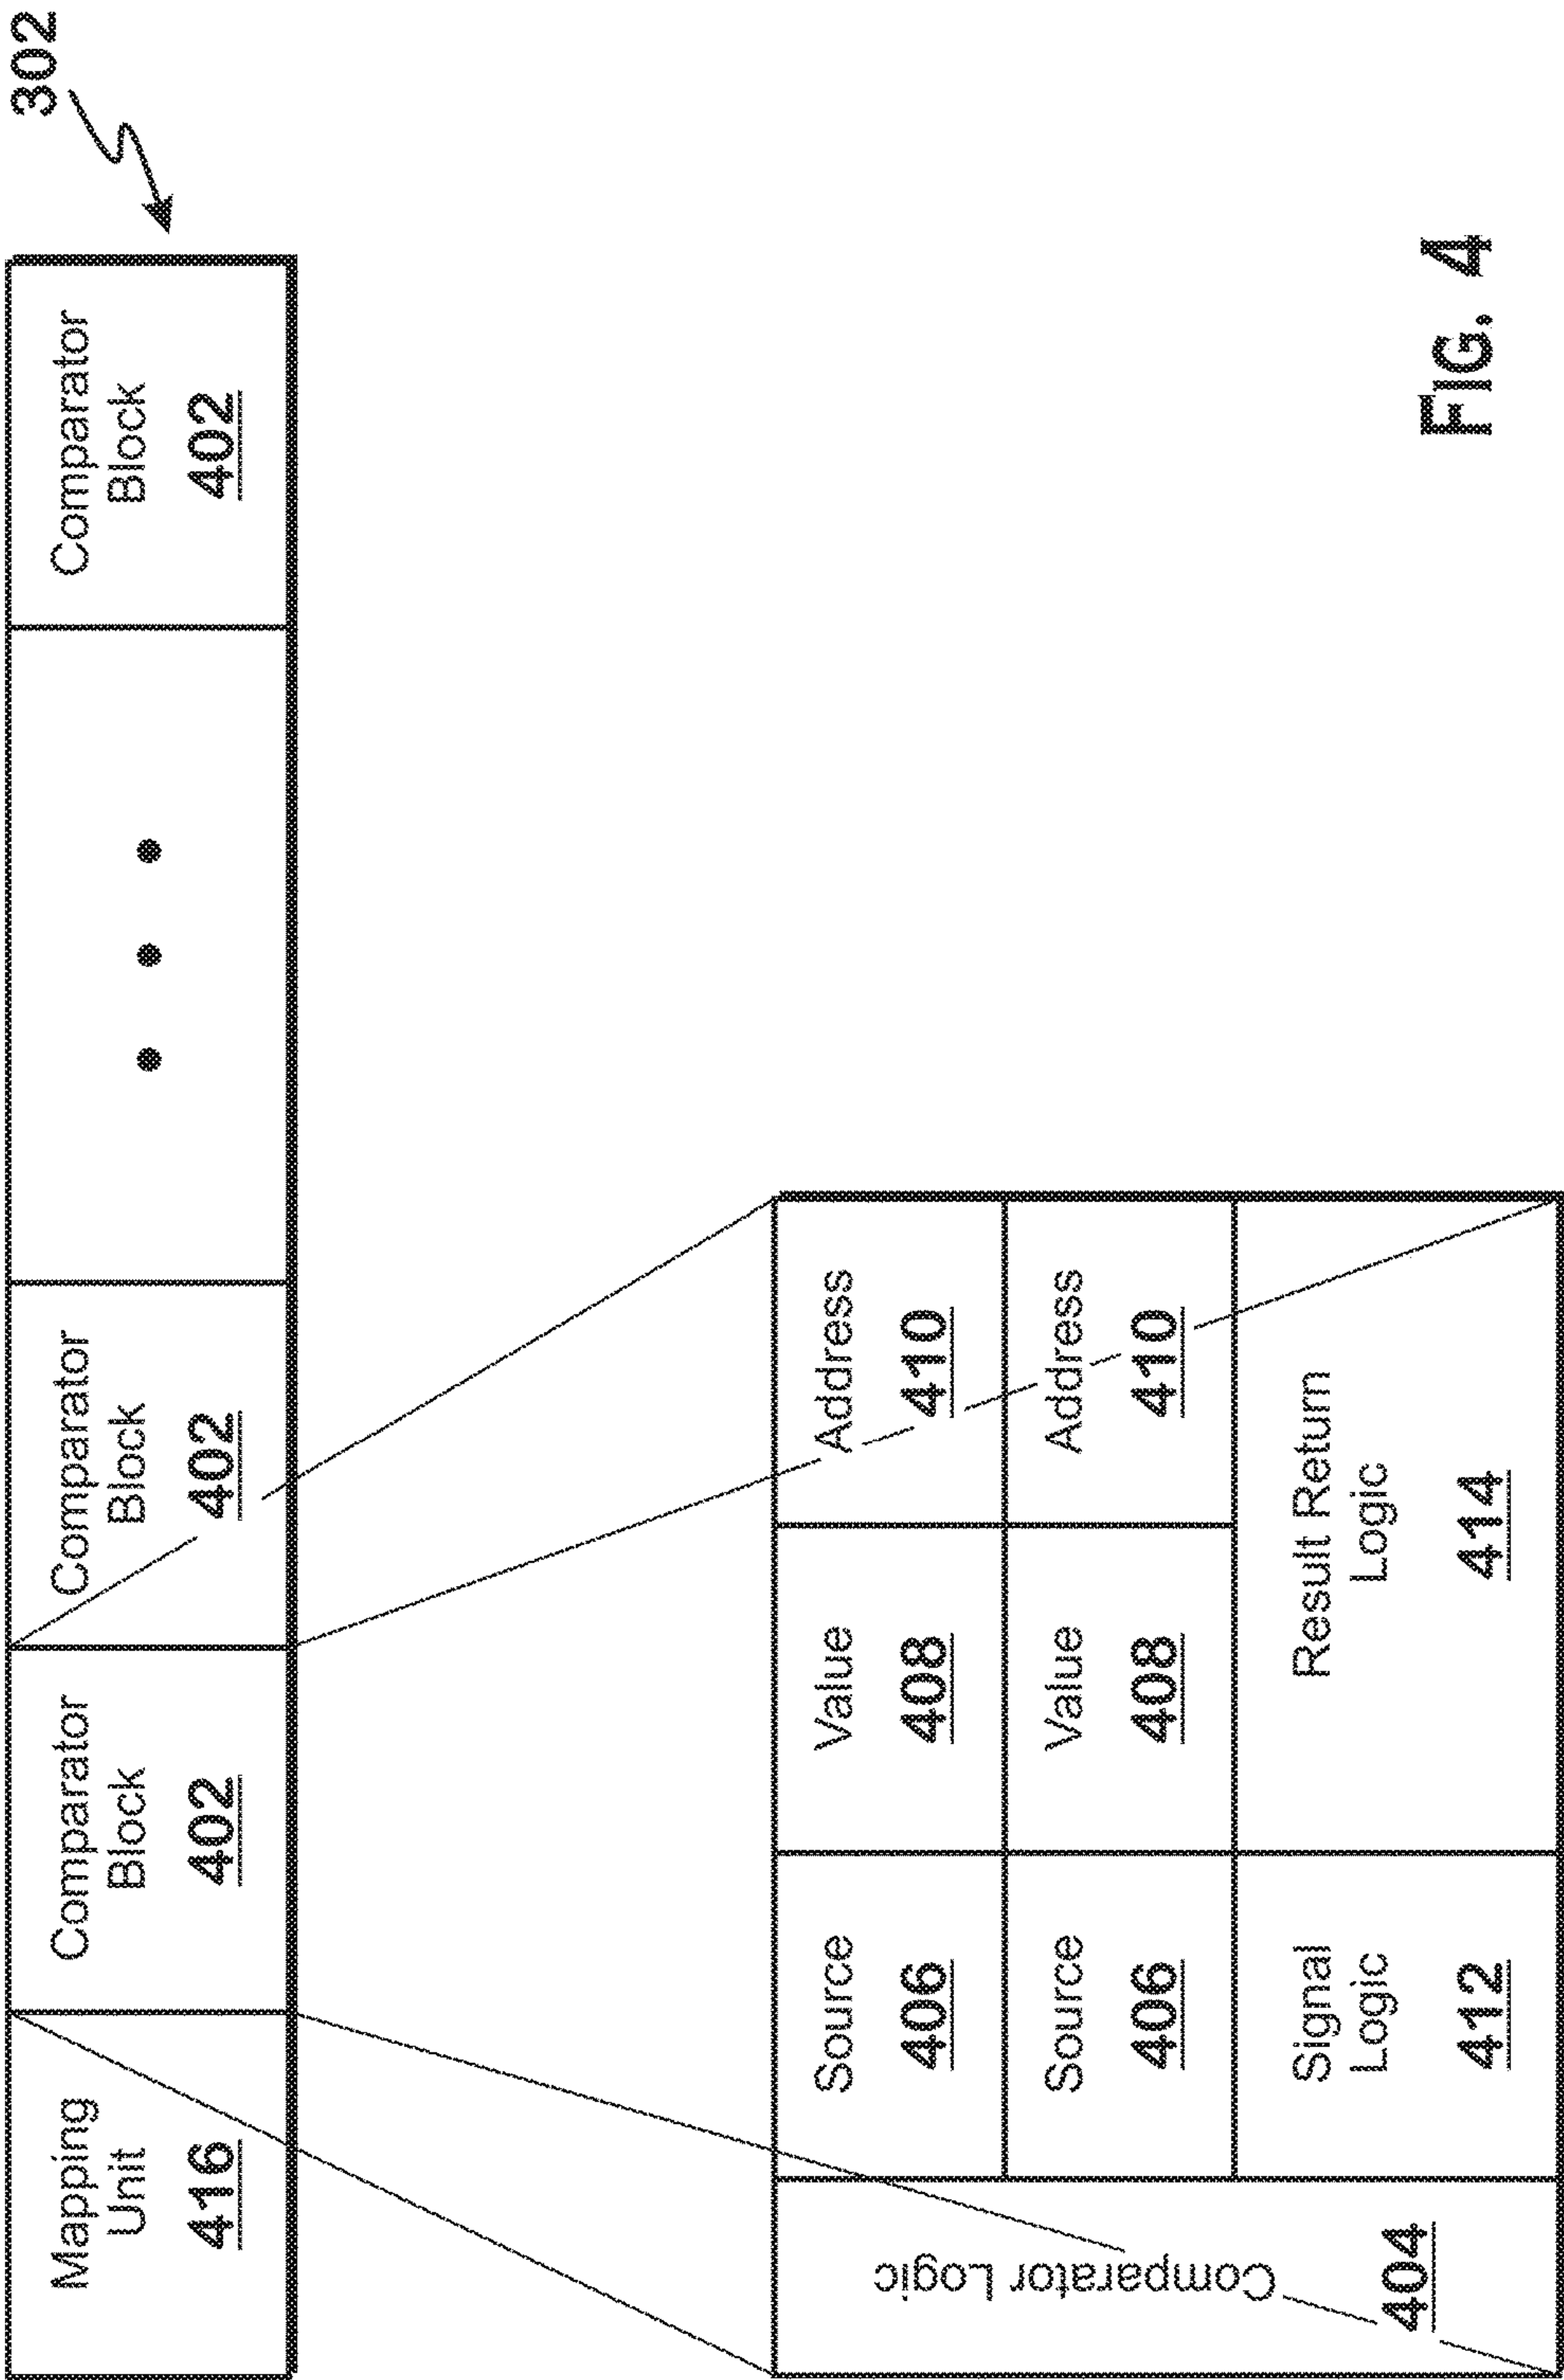 302
Mapping
Unit
416
Comparator
Block
402
Comparator
Block
402
Comparator
Block
402
Comparator Logic
404
Source
406
Value
408
Address
410
Source
406
Value
408
Address
410
Signal
Logic
412
Result Return
Logic
414
FIG. 4